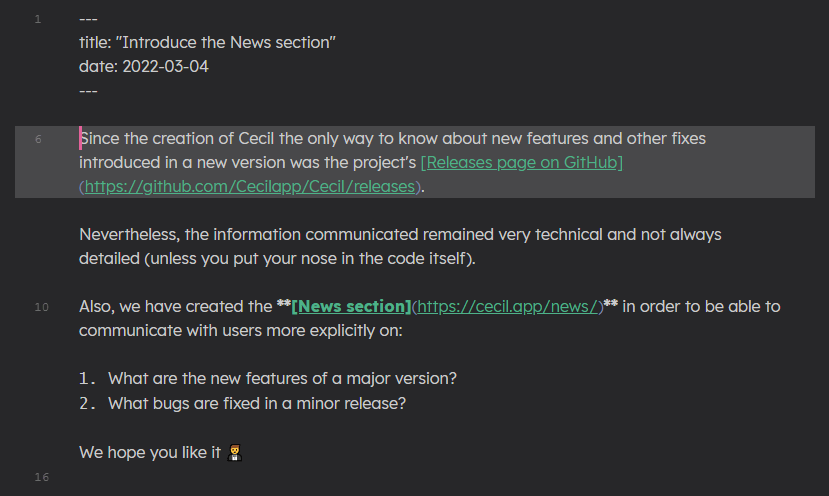 1 ---
title: "Introduce the News section"
date: 2022-03-04
---
6 Since the creation of Cecil the only way to know about new features and other fixes
introduced in a new version was the project's [Releases page on GitHub]
(https://github.com/Cecilapp/Cecil/releases).
Nevertheless, the information communicated remained very technical and not always
detailed (unless you put your nose in the code itself).
10 Also, we have created the **[News section](https://cecil.app/news/)** in order to be able to
communicate with users more explicitly on:
1. What are the new features of a major version?
2. What bugs are fixed in a minor release?
We hope you like it 🤵
16